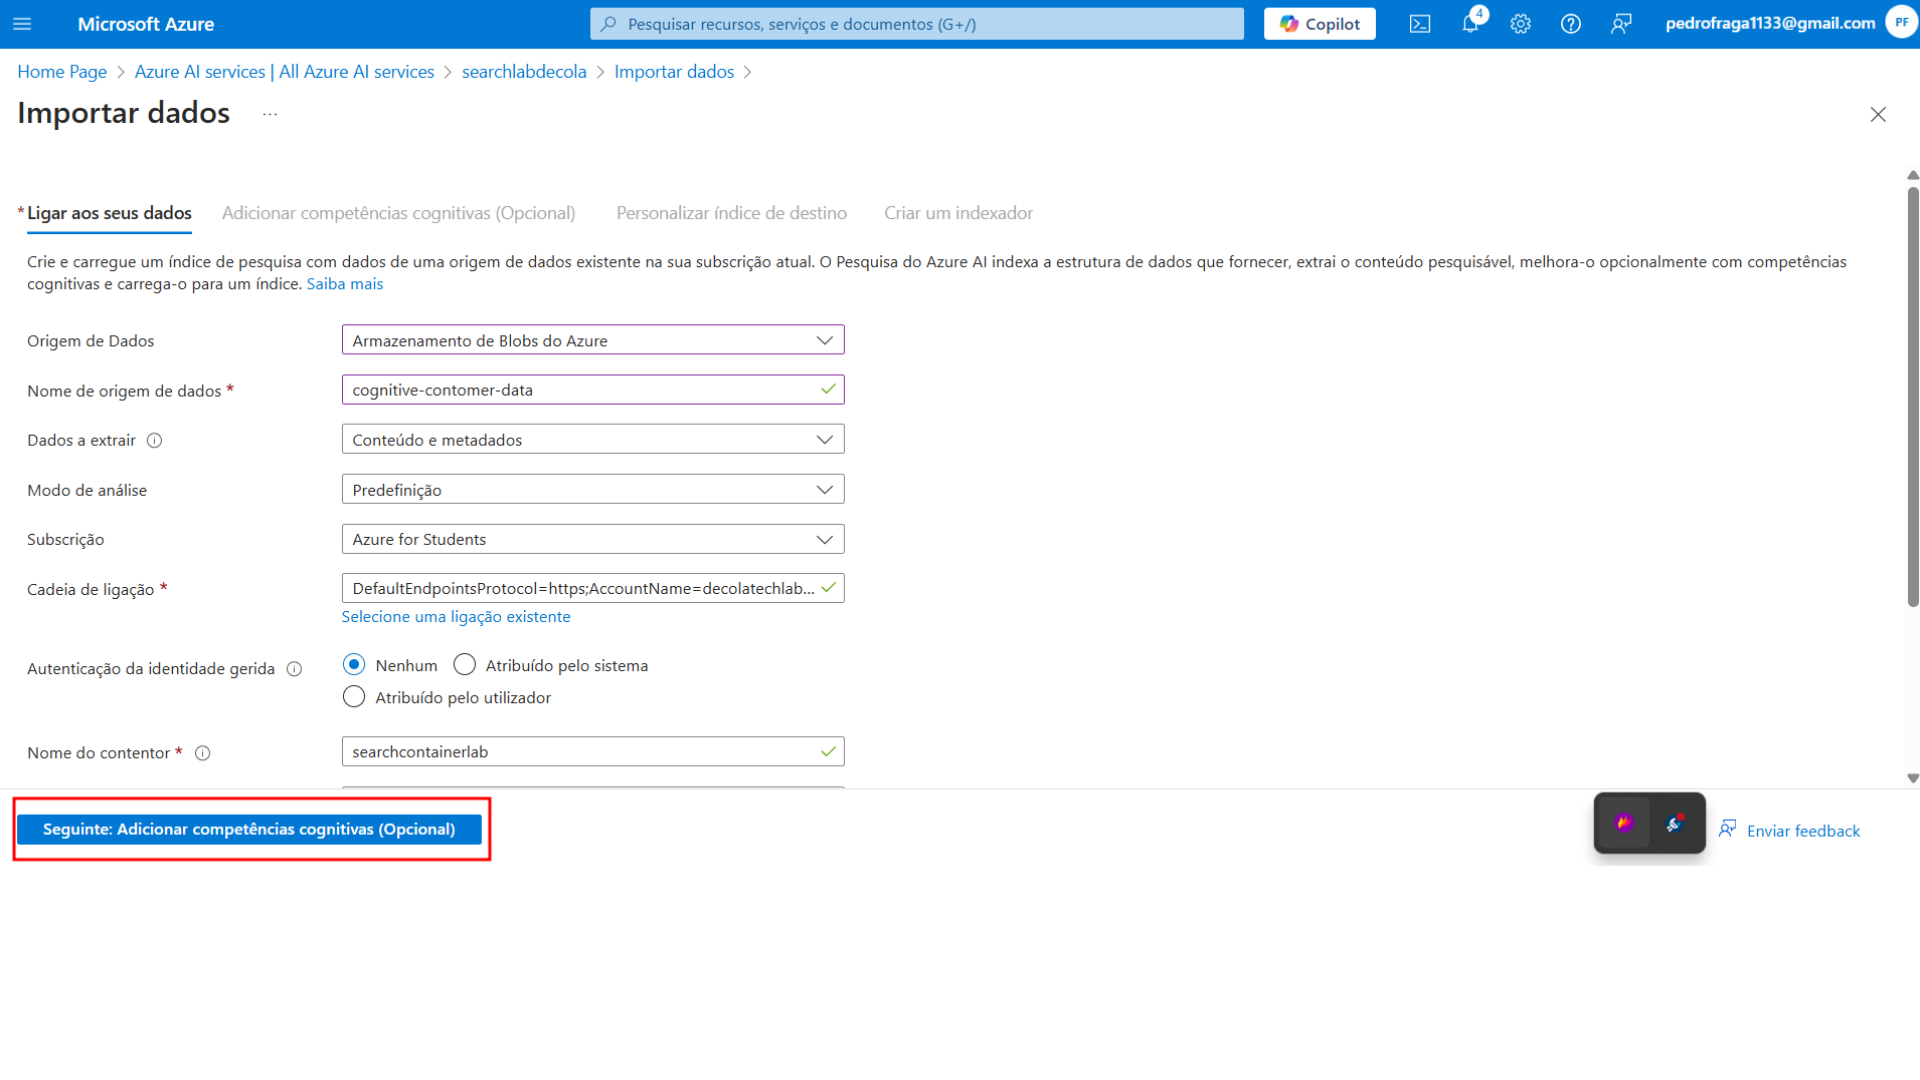 Microsoft Azure
Pesquisar recursos, serviços e documentos (G+/)
Copilot
4
pedrofraga1133@gmail.com
PF
Home Page > Azure AI services | All Azure AI services > searchlabdecola > Importar dados >
Importar dados ...
* Ligar aos seus dados
Adicionar competências cognitivas (Opcional)
Personalizar índice de destino
Criar um indexador
Crie e carregue um índice de pesquisa com dados de uma origem de dados existente na sua subscrição atual. O Pesquisa do Azure AI indexa a estrutura de dados que fornecer, extrai o conteúdo pesquisável, melhora-o opcionalmente com competências
cognitivas e carrega-o para um índice. Saiba mais
Origem de Dados
Armazenamento de Blobs do Azure
Nome de origem de dados *
cognitive-contomer-data
Dados a extrair
Conteúdo e metadados
Modo de análise
Predefinição
Subscrição
Azure for Students
Cadeia de ligação *
DefaultEndpointsProtocol=https;AccountName=decolatechlab...
Selecione uma ligação existente
Autenticação da identidade gerida
Nenhum
Atribuído pelo sistema
Atribuído pelo utilizador
Nome do contentor *
searchcontainerlab
Seguinte: Adicionar competências cognitivas (Opcional)
Enviar feedback